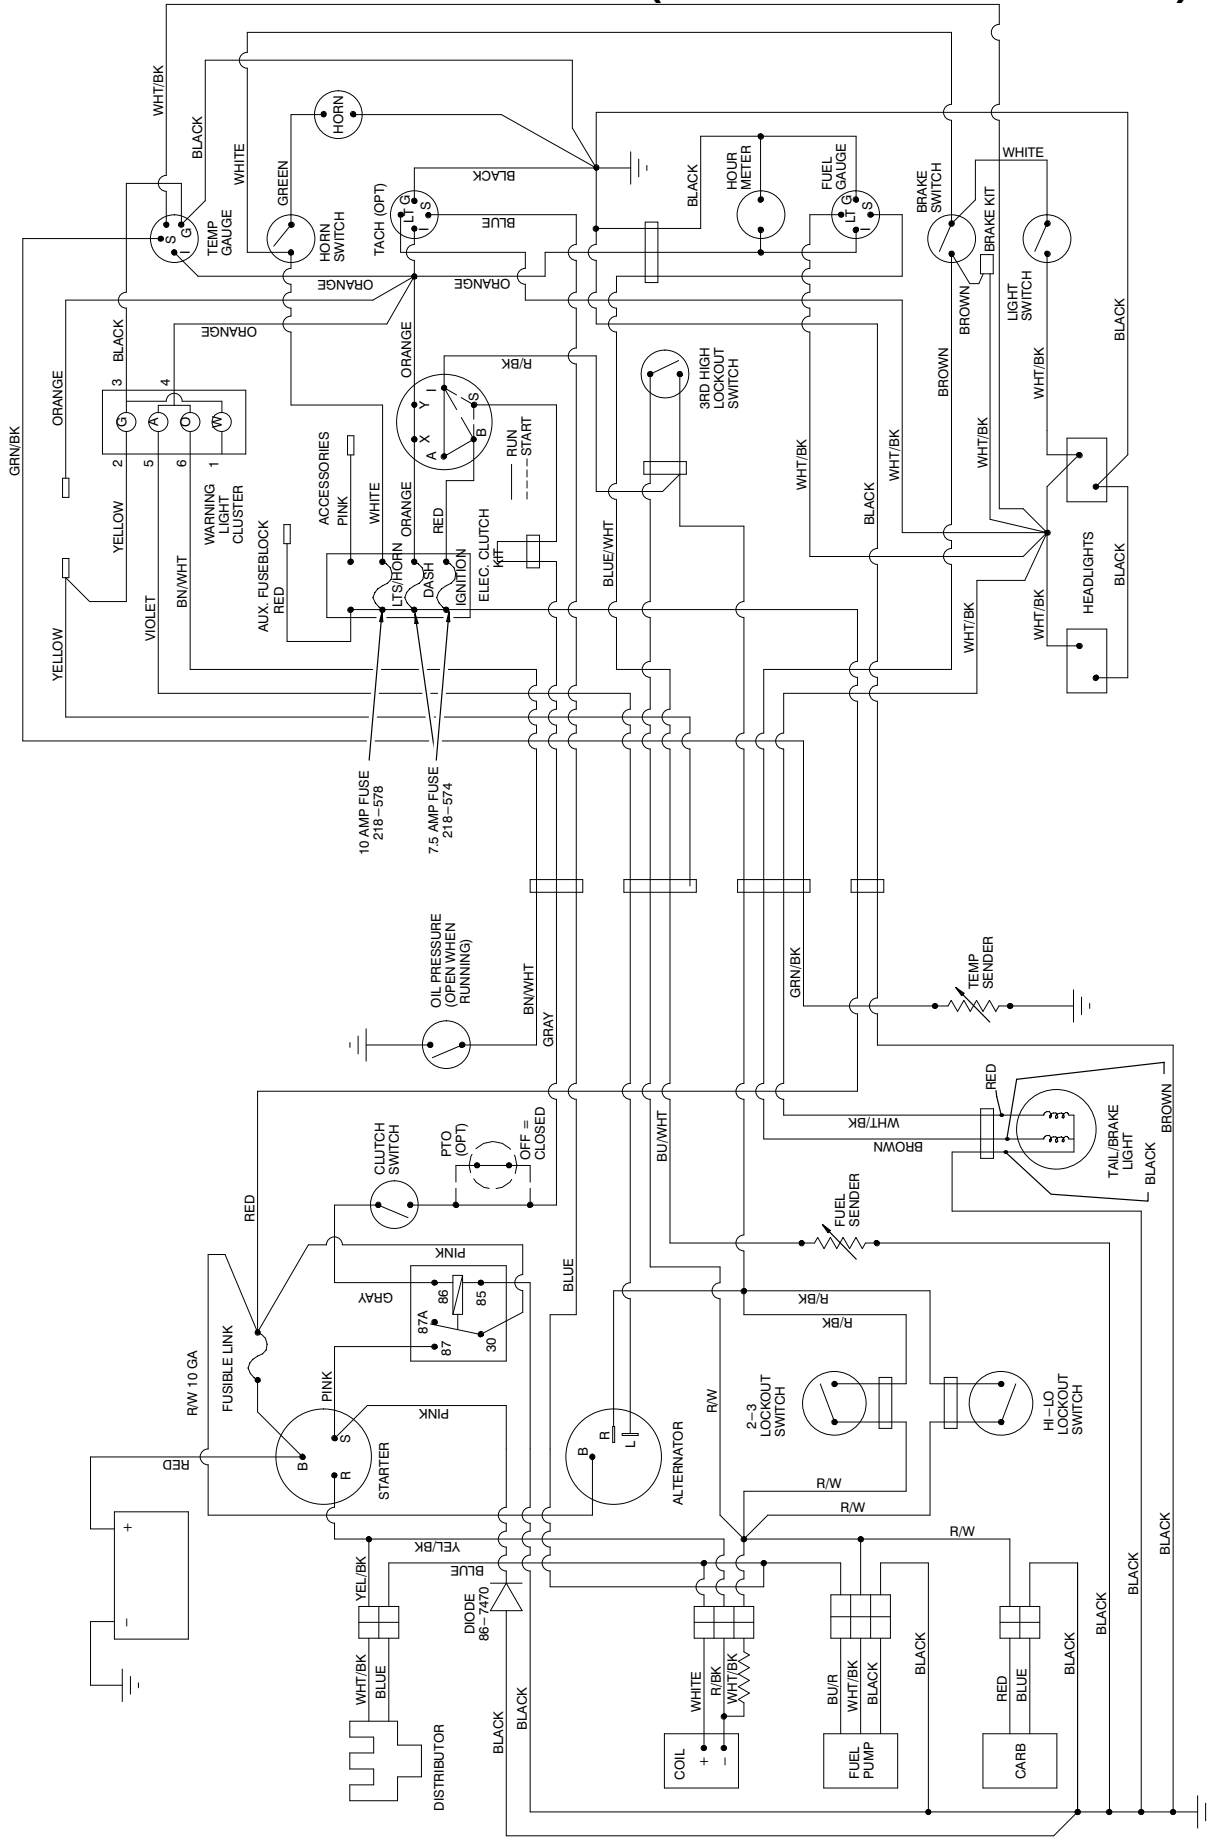 WHT/BK
BLACK
WHITE
GREEN
HORN
GRN/BK
S
G
I
TEMP
GAUGE
HORN
SWITCH
TACH (OPT)
LT
G
I
S
BLACK
BLUE
BLACK
HOUR
METER
FUEL
GAUGE
LT
G
I
S
BRAKE
SWITCH
WHITE
BRAKE KIT
LIGHT
SWITCH
ORANGE
ORANGE
ORANGE
ORANGE
BLACK
ORANGE
R/BK
BROWN
BROWN
BLACK
3
4
G
A
O
W
2
5
6
1
WARNING
LIGHT
CLUSTER
YELLOW
VIOLET
BN/WHT
YELLOW
ACCESSORIES
PINK
WHITE
ORANGE
RED
A
X
Y
I
B
S
RUN
START
AUX. FUSEBLOCK
RED
LTS/HORN
DASH
IGNITION
ELEC. CLUTCH
KIT
3RD HIGH
LOCKOUT
SWITCH
BLUE/WHT
WHT/BK
WHT/BK
BLACK
WHT/BK
WHT/BK
WHT/BK
WHT/BK
HEADLIGHTS
BLACK
10 AMP FUSE
218-578
7.5 AMP FUSE
218-574
OIL PRESSURE
(OPEN WHEN
RUNNING)
BN/WHT
GRAY
GRN/BK
TEMP
SENDER
RED
WHT/BK
BROWN
TAIL/BRAKE
LIGHT
BLACK
BROWN
CLUTCH
SWITCH
PTO
(OPT)
OFF =
CLOSED
BU/WHT
FUEL
SENDER
RED
R/W 10 GA
FUSIBLE LINK
PINK
GRAY
86
85
87A
87
30
BLUE
PINK
PINK
RED
B
S
R
STARTER
B
R
L
ALTERNATOR
R/W
R/BK
R/BK
2-3
LOCKOUT
SWITCH
HI-LO
LOCKOUT
SWITCH
R/W
R/W
R/W
+
-
YEL/BK
YEL/BK
BLUE
DIODE
86-7470
WHT/BK
BLUE
DISTRIBUTOR
BLACK
BLACK
WHITE
R/BK
WHT/BK
COIL
+
-
BU/R
WHT/BK
BLACK
FUEL
PUMP
BLACK
RED
BLUE
CARB
BLACK
BLACK
BLACK
BLACK